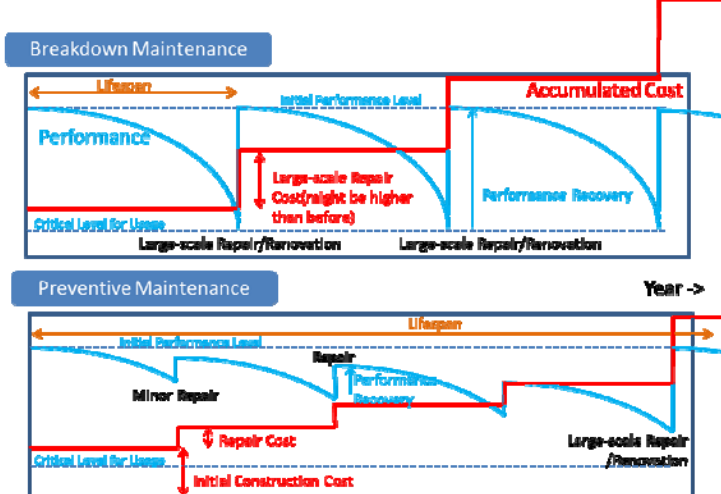 Breakdown Maintenance
Lifespan
Initial Performance Level
Accumulated Cost
Performance
Large-scale Repair
Cost(might be higher
than before)
Performance Recovery
Critical Level for Usage
Large-scale Repair/Renovation
Large-scale Repair/Renovation
Preventive Maintenance
Year ->
Lifespan
Initial Performance Level
Repair
Performance
Recovery
Minor Repair
Repair Cost
Large-scale Repair
/Renovation
Critical Level for Usage
Initial Construction Cost